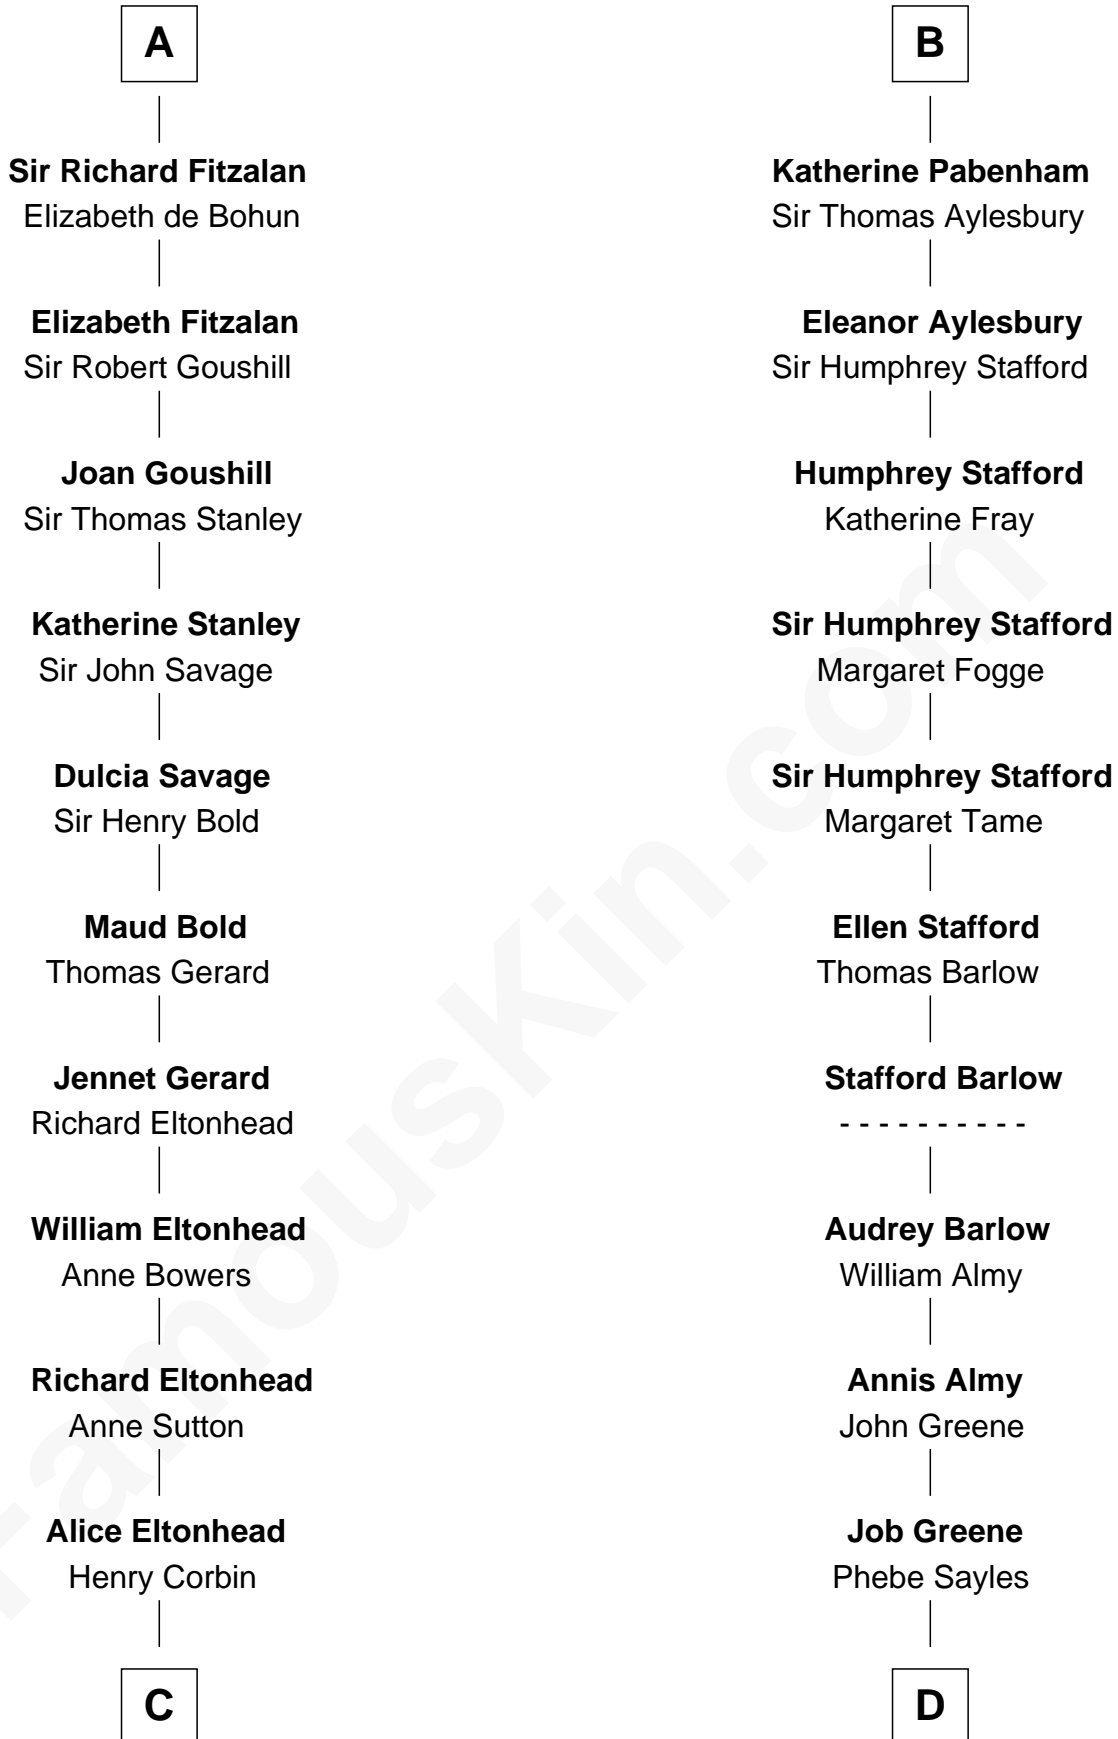 A
Sir Richard Fitzalan
Elizabeth de Bohun
Elizabeth Fitzalan
Sir Robert Goushill
Joan Goushill
Sir Thomas Stanley
Katherine Stanley
Sir John Savage
Dulcia Savage
Sir Henry Bold
Maud Bold
Thomas Gerard
Jennet Gerard
Richard Eltonhead
William Eltonhead
Anne Bowers
Richard Eltonhead
Anne Sutton
Alice Eltonhead
Henry Corbin
C
B
Katherine Pabenham
Sir Thomas Aylesbury
Eleanor Aylesbury
Sir Humphrey Stafford
Humphrey Stafford
Katherine Fray
Sir Humphrey Stafford
Margaret Fogge
Sir Humphrey Stafford
Margaret Tame
Ellen Stafford
Thomas Barlow
Stafford Barlow
- - - - - - - - - -
Audrey Barlow
William Almy
Annis Almy
John Greene
Job Greene
Phebe Sayles
D
FamousKin.com